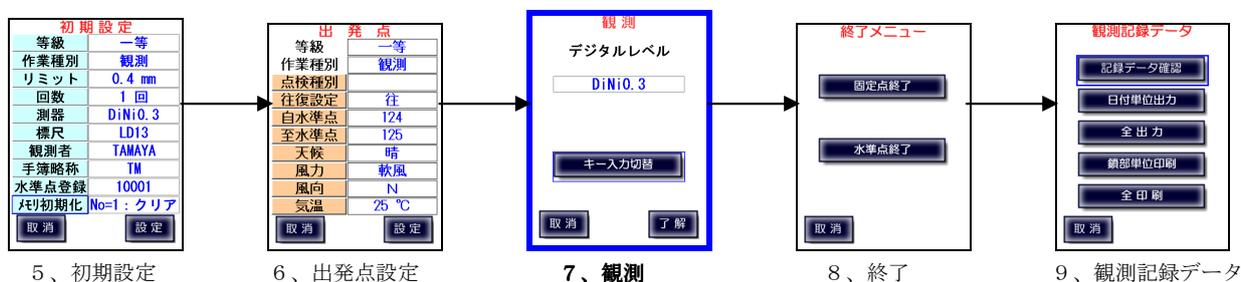 初期設定
等級 一等
作業種別 観測
リミット 0.4 mm
回数 1 回
測器 DiNi0.3
標尺 LD13
観測者 TAMAYA
手簿略称 TM
水準点登録 10001
メモリ初期化 No=1：クリア
取消 設定
5、初期設定
出発点
等級 一等
作業種別 観測
点検種別
往復設定 往
自水準点 124
至水準点 125
天候 晴
風力 軟風
風向 N
気温 25 ℃
取消 設定
6、出発点設定
観測
デジタルレベル
DiNi0.3
キー入力切替
取消 了解
7、観測
終了メニュー
固定点終了
水準点終了
取消
8、終了
観測記録データ
記録データ確認
日付単位出力
全出力
鎖部単位印刷
全印刷
取消
9、観測記録データ